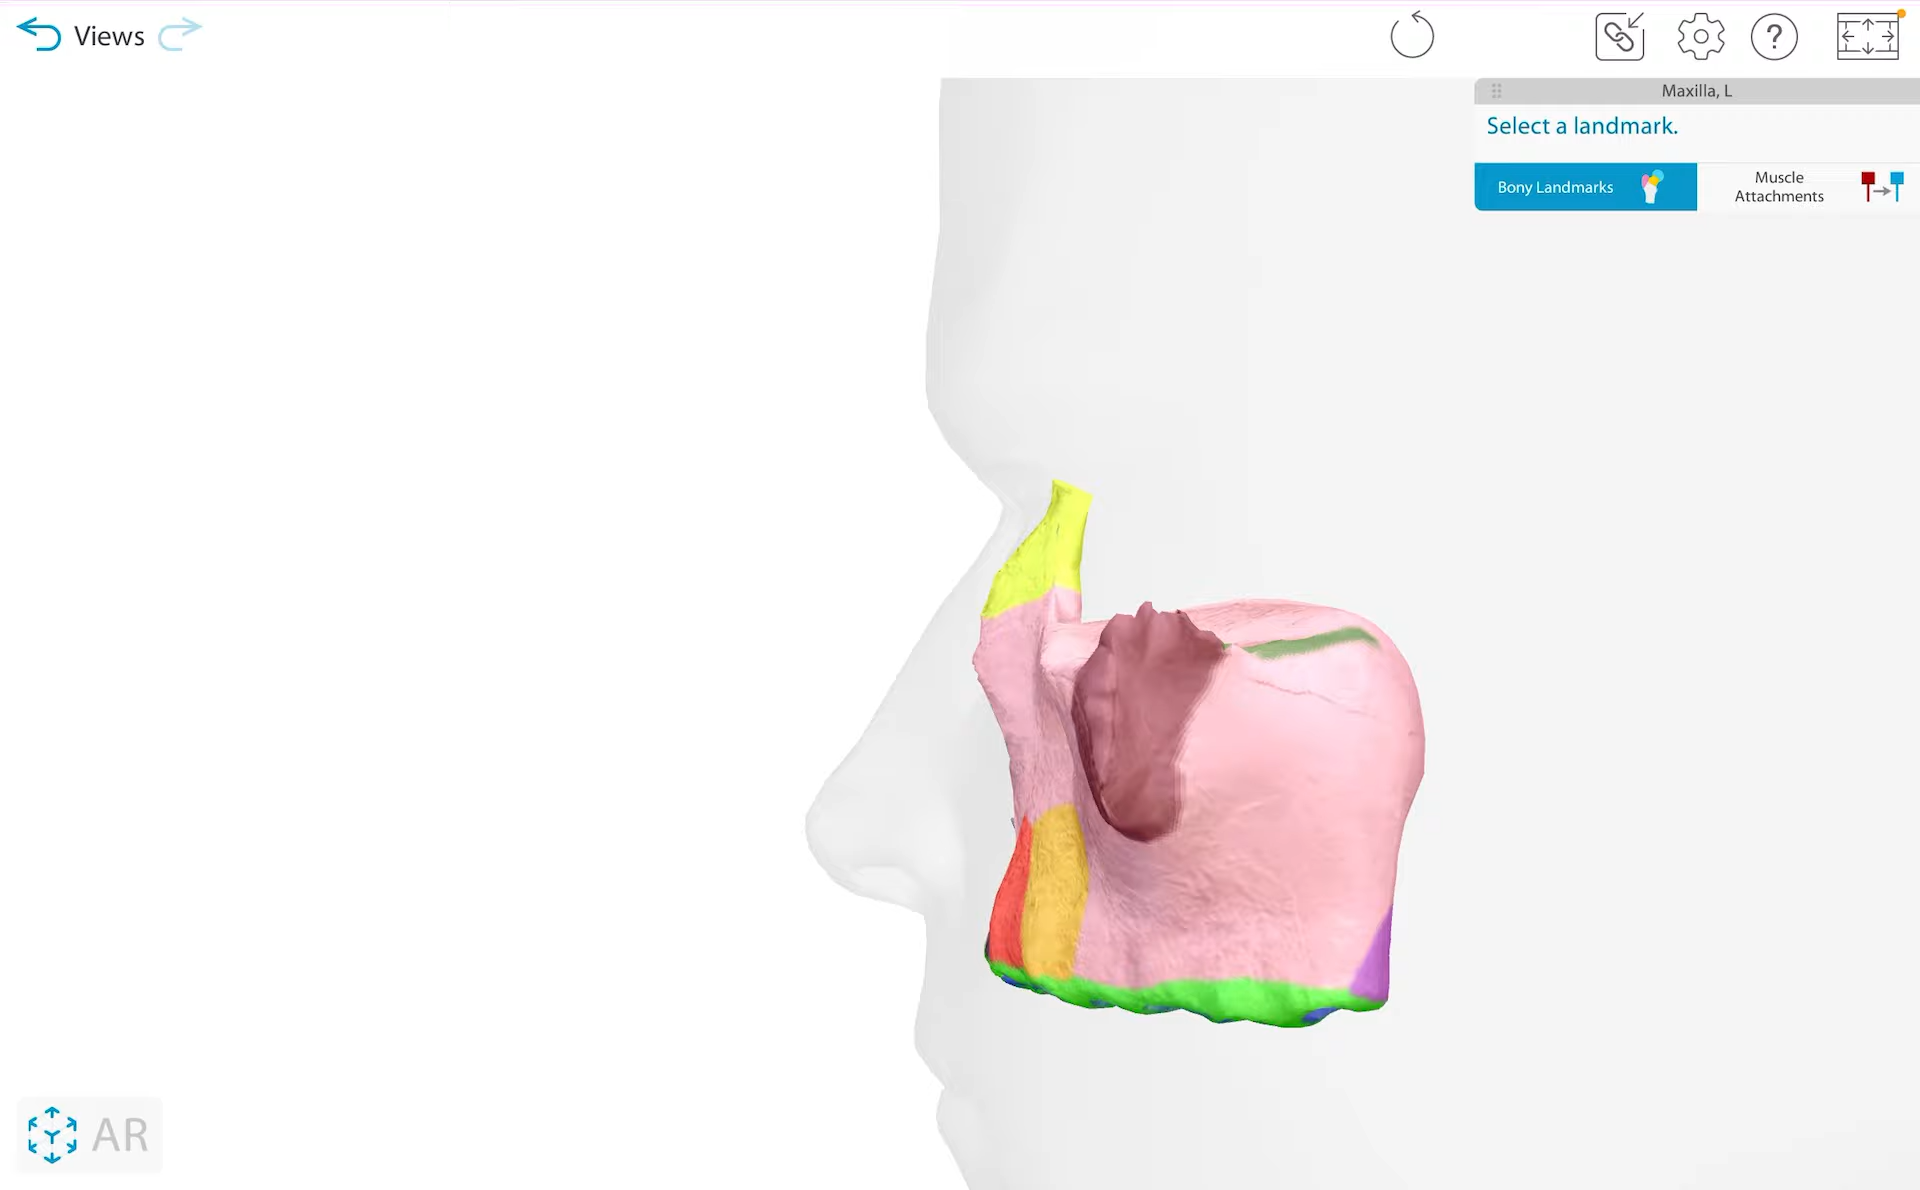 Views
?
Maxilla, L
Select a landmark.
Bony Landmarks
Muscle
Attachments
AR